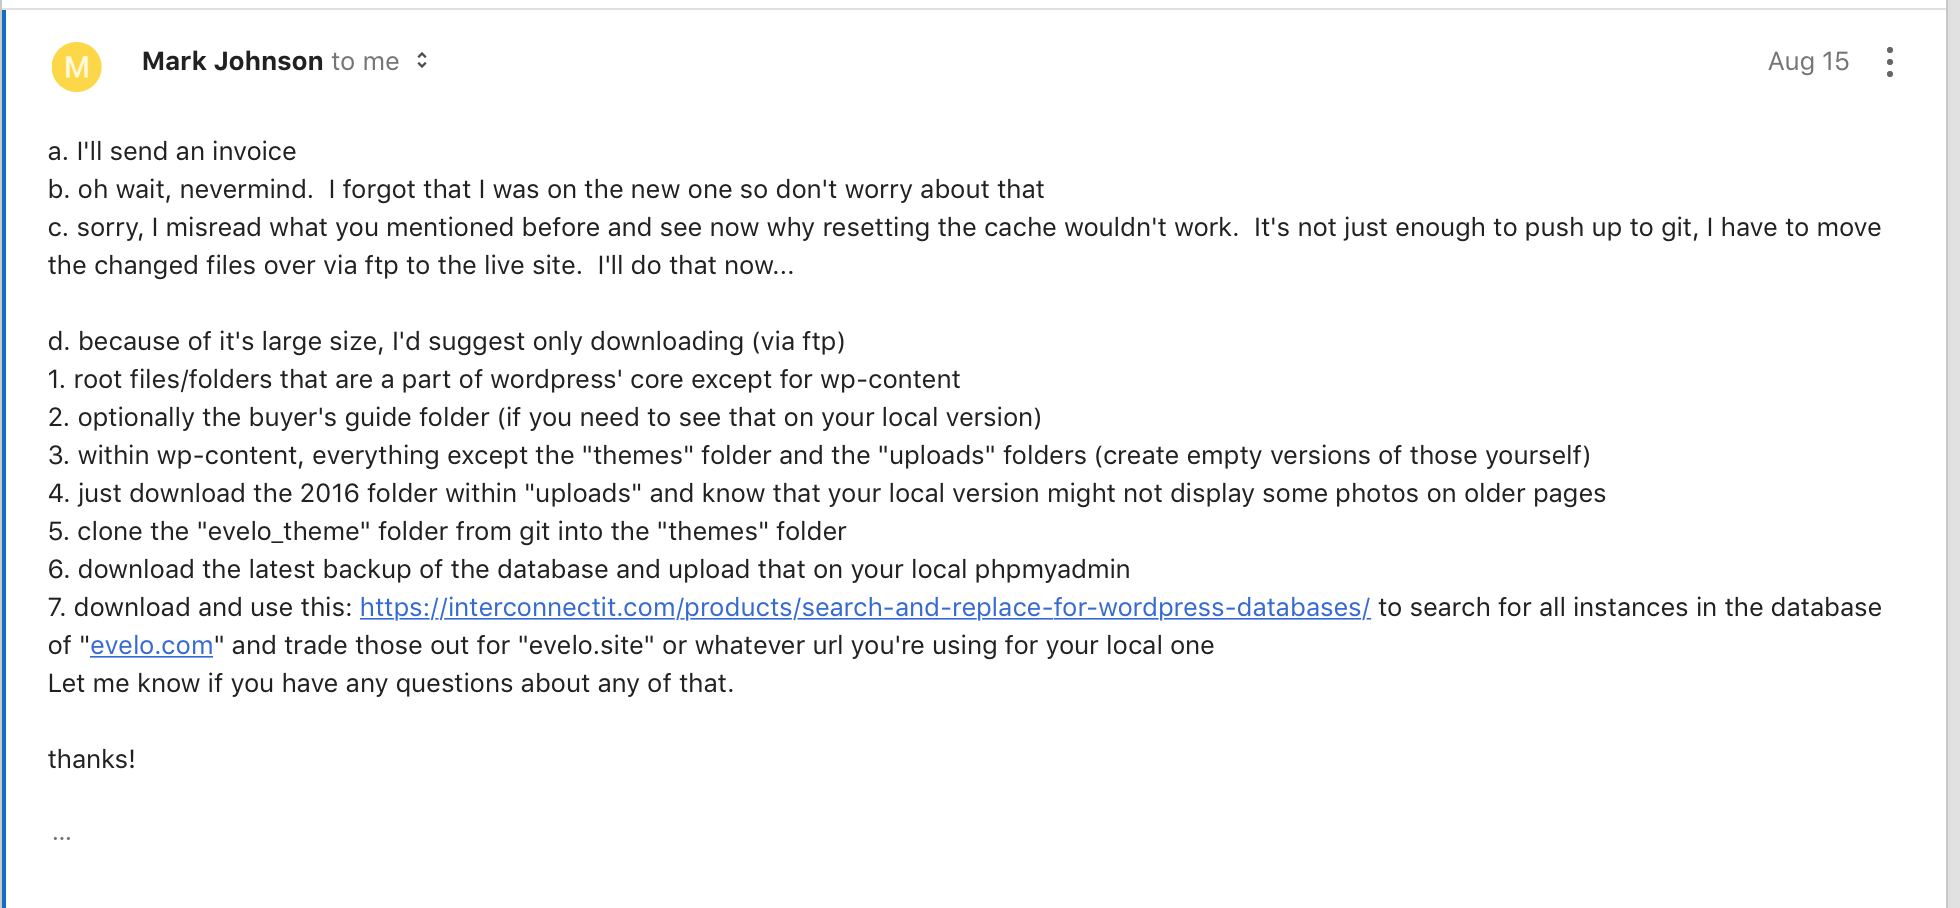 M
Mark Johnson to me
Aug 15
a. I'll send an invoice
b. oh wait, nevermind.  I forgot that I was on the new one so don't worry about that
c. sorry, I misread what you mentioned before and see now why resetting the cache wouldn't work.  It's not just enough to push up to git, I have to move
the changed files over via ftp to the live site.  I'll do that now...
d. because of it's large size, I'd suggest only downloading (via ftp)
1. root files/folders that are a part of wordpress' core except for wp-content
2. optionally the buyer's guide folder (if you need to see that on your local version)
3. within wp-content, everything except the "themes" folder and the "uploads" folders (create empty versions of those yourself)
4. just download the 2016 folder within "uploads" and know that your local version might not display some photos on older pages
5. clone the "evelo_theme" folder from git into the "themes" folder
6. download the latest backup of the database and upload that on your local phpmyadmin
7. download and use this: https://interconnectit.com/products/search-and-replace-for-wordpress-databases/ to search for all instances in the database
of "evelo.com" and trade those out for "evelo.site" or whatever url you're using for your local one
Let me know if you have any questions about any of that.
thanks!
...